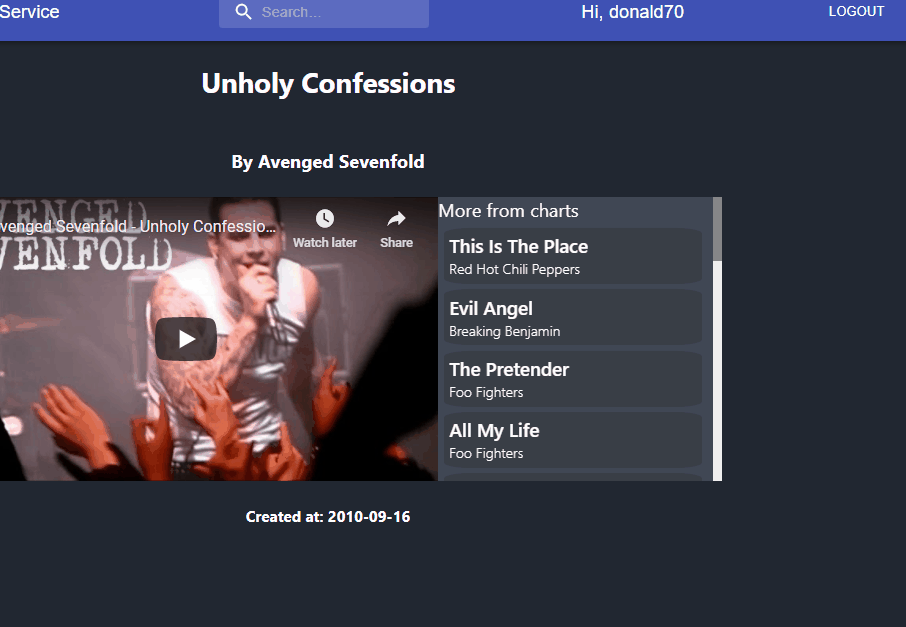 Service
Search...
Hi, donald70
LOGOUT
Unholy Confessions
By Avenged Sevenfold
venged Sevenfold - Unholy Confessio...
Watch later
Share
VENGED
EVENFOLD
More from charts
This Is The Place
Red Hot Chili Peppers
Evil Angel
Breaking Benjamin
The Pretender
Foo Fighters
All My Life
Foo Fighters
Created at: 2010-09-16